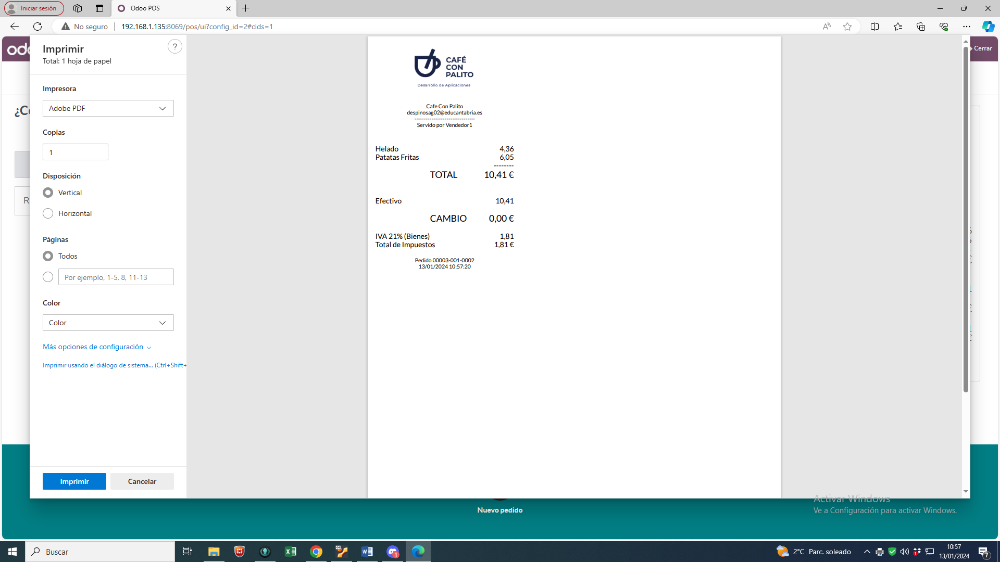 Iniciar sesión
Odoo POS
No seguro
192.168.1.135:8069/pos/ui?config_id=2#cids=1
Cerrar
Imprimir
?
Total: 1 hoja de papel
Impresora
Adobe PDF
Copias
1
Disposición
Vertical
Horizontal
Páginas
Todos
Por ejemplo, 1-5, 8, 11-13
Color
Color
Más opciones de configuración
Imprimir usando el diálogo de sistema... (Ctrl+Shift+
Imprimir
Cancelar
CAFÉ
CON
PALITO
Desarrollo de Aplicaciones
Cafe Con Palito
despinosag02@educantabria.es
--------------------------------
Servido por Vendedor1
Helado 4,36
Patatas Fritas 6,05
--------
TOTAL 10,41 €
Efectivo 10,41
CAMBIO 0,00 €
IVA 21% (Bienes) 1,81
Total de Impuestos 1,81 €
Pedido 00003-001-0002
13/01/2024 10:57:20
Activar Windows
Ve a Configuración para activar Windows.
Nuevo pedido
Buscar
2°C Parc. soleado
10:57
13/01/2024
7